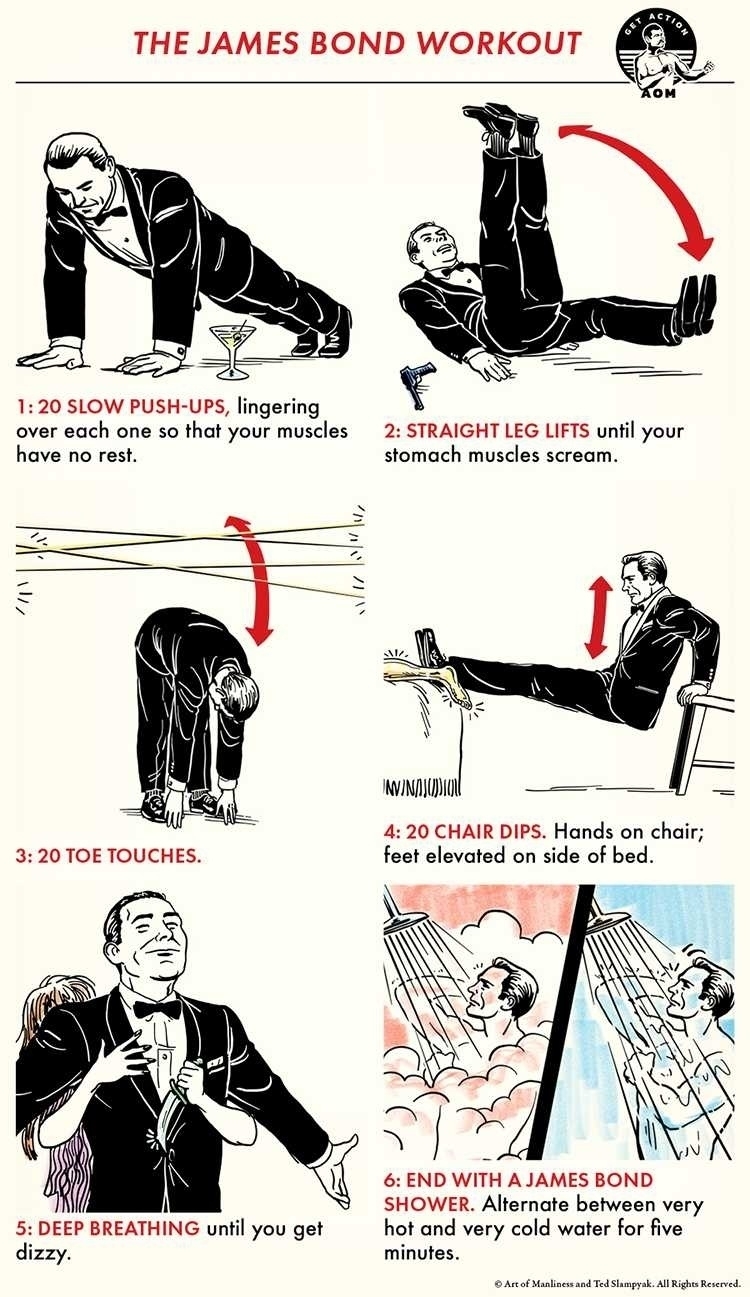 THE JAMES BOND WORKOUT
GET ACTION
AOM
1: 20 SLOW PUSH-UPS, lingering
over each one so that your muscles
have no rest.
2: STRAIGHT LEG LIFTS until your
stomach muscles scream.
3: 20 TOE TOUCHES.
4: 20 CHAIR DIPS. Hands on chair;
feet elevated on side of bed.
5: DEEP BREATHING until you get
dizzy.
6: END WITH A JAMES BOND
SHOWER. Alternate between very
hot and very cold water for five
minutes.
© Art of Manliness and Ted Slampyak. All Rights Reserved.